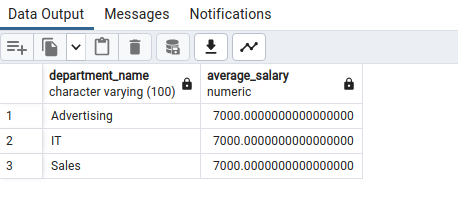 Data Output Messages Notifications
department_name average_salary
character varying (100) numeric
1 Advertising 7000.0000000000000000
2 IT 7000.0000000000000000
3 Sales 7000.0000000000000000